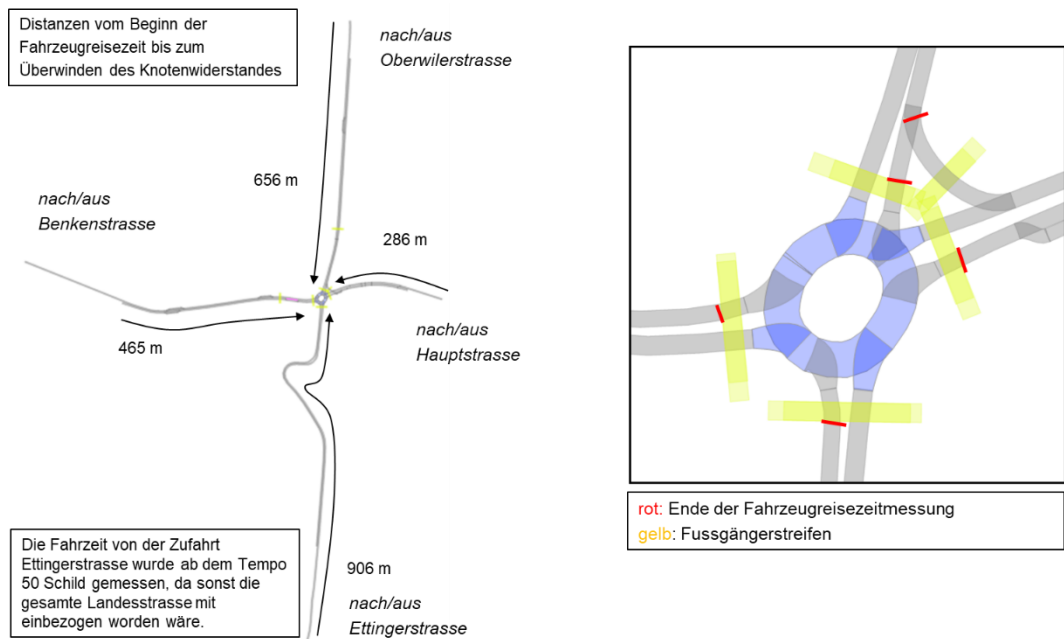 Distanzen vom Beginn der
Fahrzeugreisezeit bis zum
Überwinden des Knotenwiderstandes
nach/aus
Oberwilerstrasse
656 m
nach/aus
Benkenstrasse
286 m
465 m
nach/aus
Hauptstrasse
Die Fahrzeit von der Zufahrt
Ettingerstrasse wurde ab dem Tempo
50 Schild gemessen, da sonst die
gesamte Landesstrasse mit
einbezogen worden wäre.
906 m
nach/aus
Ettingerstrasse
rot: Ende der Fahrzeugreisezeitmessung
gelb: Fussgängerstreifen